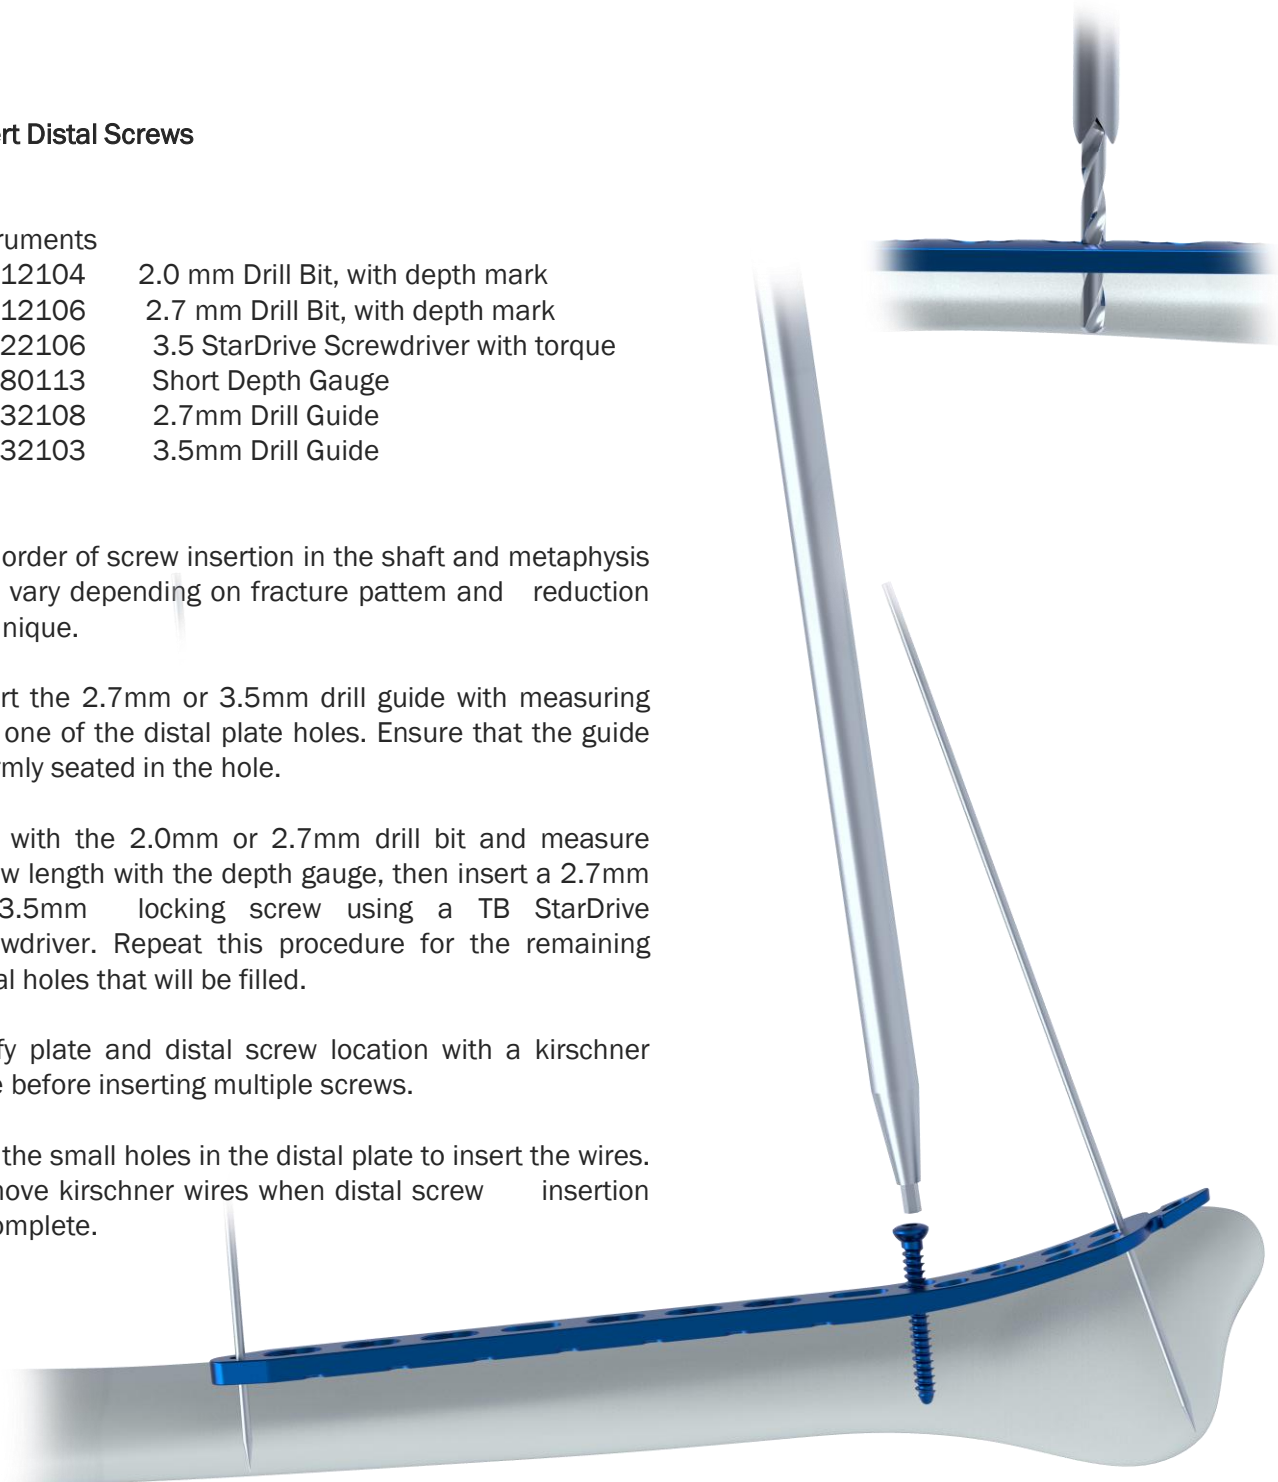 rt Distal Screws
ruments
12104 2.0 mm Drill Bit, with depth mark
12106 2.7 mm Drill Bit, with depth mark
22106 3.5 StarDrive Screwdriver with torque
80113 Short Depth Gauge
32108 2.7mm Drill Guide
32103 3.5mm Drill Guide
order of screw insertion in the shaft and metaphysis
vary depending on fracture pattem and reduction
nique.
rt the 2.7mm or 3.5mm drill guide with measuring
one of the distal plate holes. Ensure that the guide
rmly seated in the hole.
with the 2.0mm or 2.7mm drill bit and measure
w length with the depth gauge, then insert a 2.7mm
3.5mm locking screw using a TB StarDrive
wdriver. Repeat this procedure for the remaining
al holes that will be filled.
fy plate and distal screw location with a kirschner
e before inserting multiple screws.
the small holes in the distal plate to insert the wires.
nove kirschner wires when distal screw insertion
omplete.